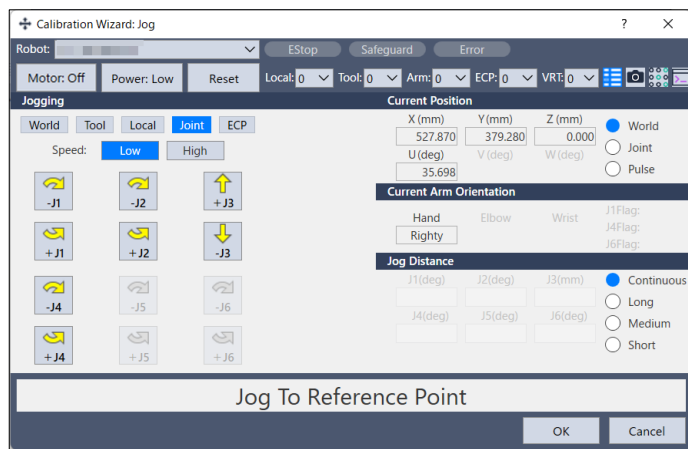 Calibration Wizard: Jog
Robot: EStop Safeguard Error
Motor: Off Power: Low Reset Local: 0 Tool: 0 Arm: 0 ECP: 0 VRT: 0
Jogging
World Tool Local Joint ECP
Speed: Low High
-J1 -J2 +J3
+J1 +J2 -J3
-J4 -J5 -J6
+J4 +J5 +J6
Current Position
X (mm) Y (mm) Z (mm)
527.870 379.280 0.000
U (deg) V (deg) W (deg)
35.698
World
Joint
Pulse
Current Arm Orientation
Hand Elbow Wrist
Righty
J1Flag:
J4Flag:
J6Flag:
Jog Distance
J1(deg) J2(deg) J3(mm)
J4(deg) J5(deg) J6(deg)
Continuous
Long
Medium
Short
Jog To Reference Point
OK Cancel